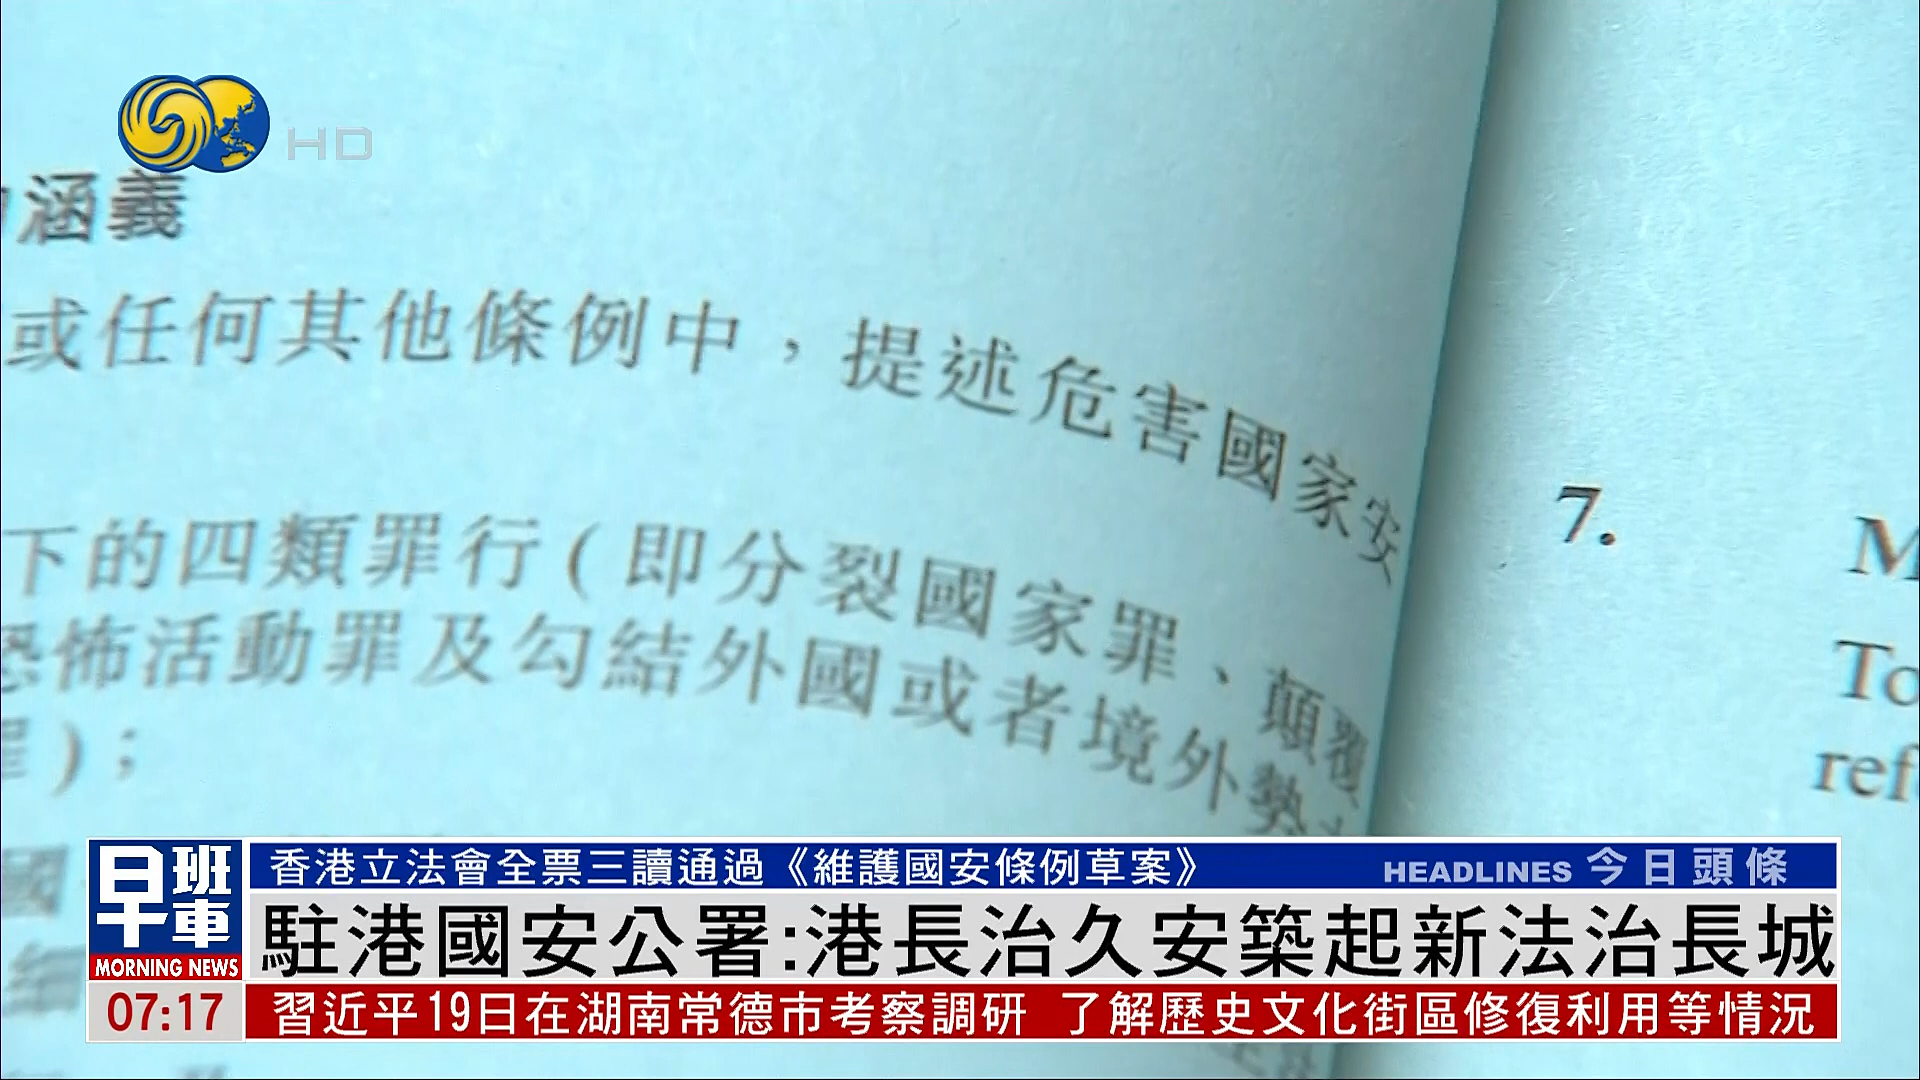 HD
涵義
或任何其他條例中，提述危害國家安
下的四類罪行(即分裂國家罪、顛覆
恐怖活動罪及勾結外國或者境外勢
罪)；
7.
M
To
ref
早班車
MORNING NEWS
香港立法會全票三讀通過《維護國安條例草案》
HEADLINES 今日頭條
駐港國安公署:港長治久安築起新法治長城
07:17
習近平19日在湖南常德市考察調研 了解歷史文化街區修復利用等情況